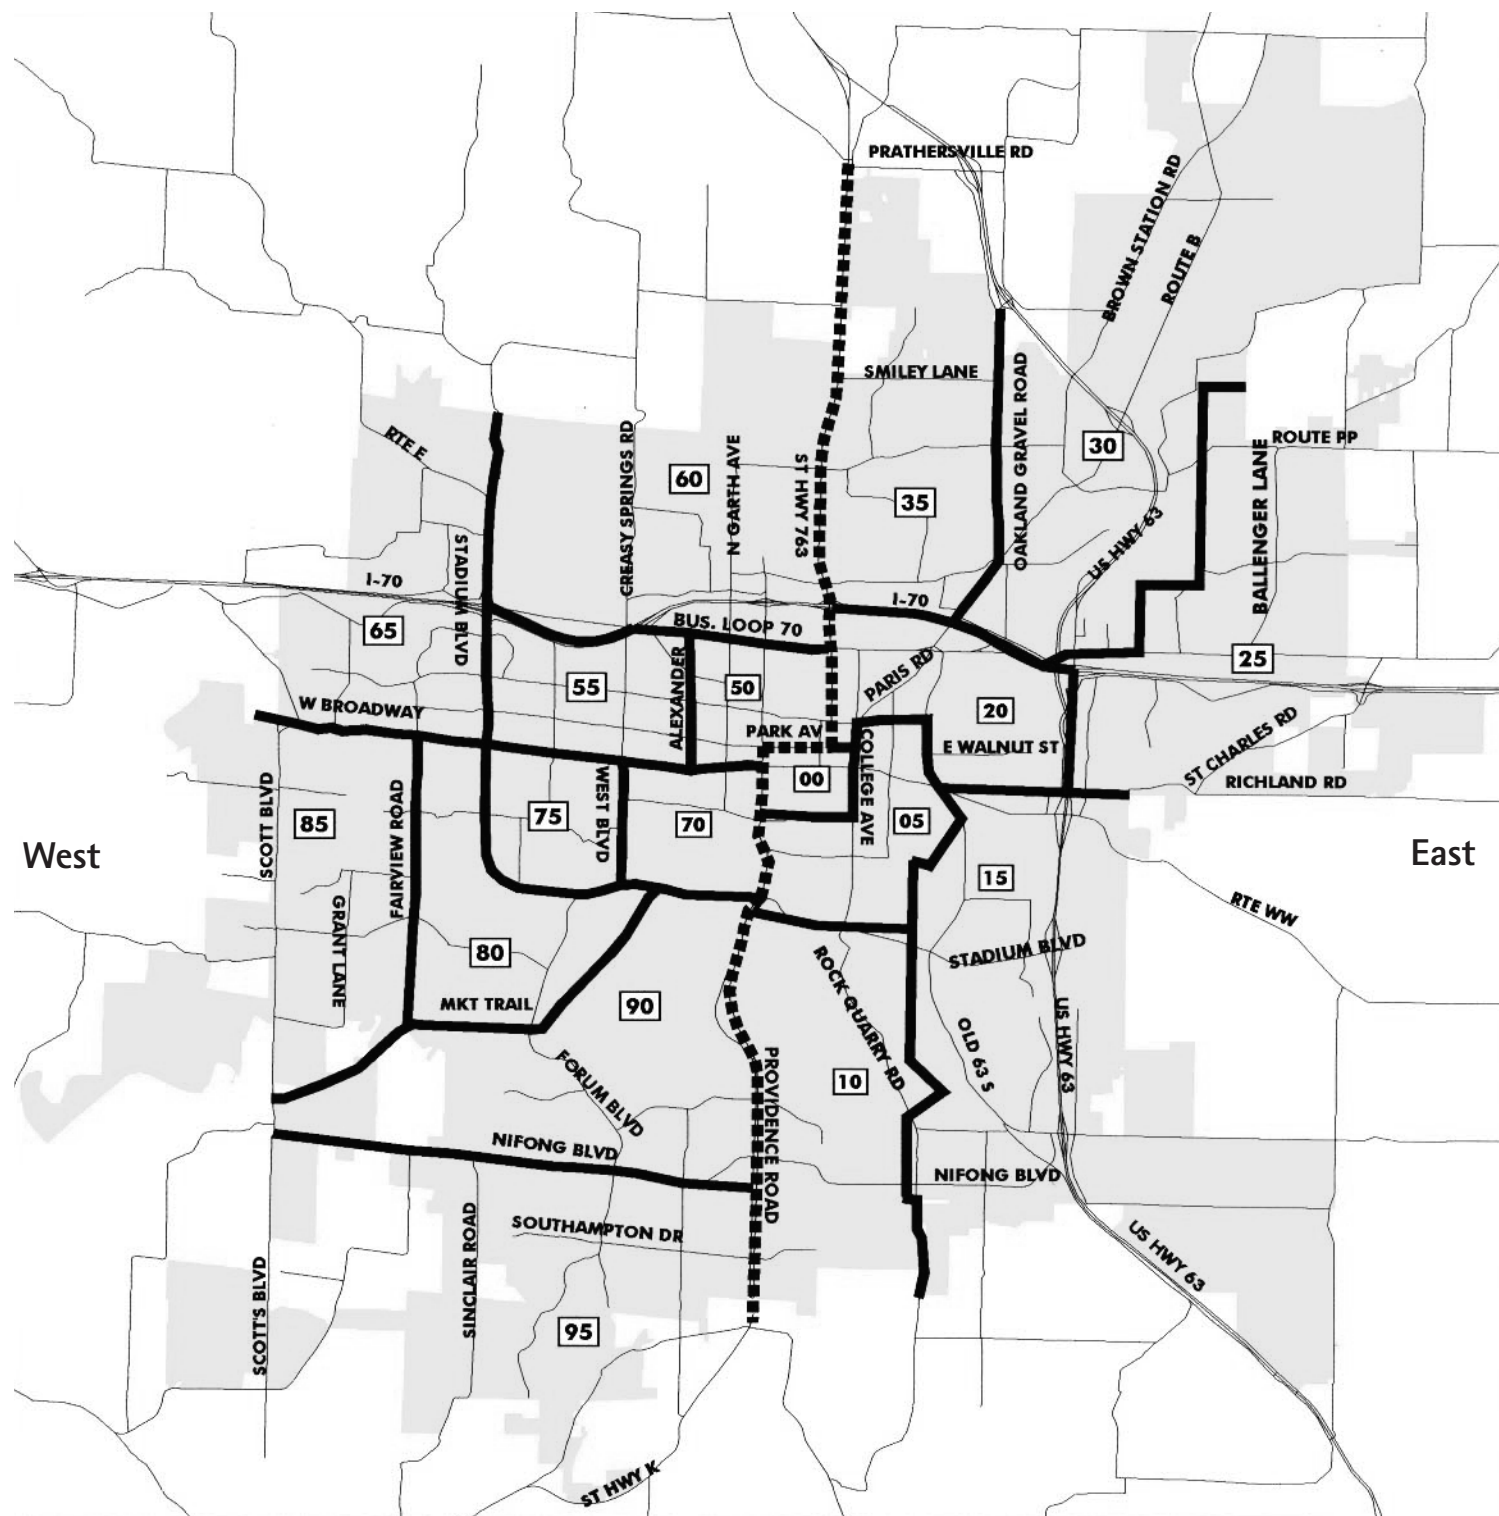 PRATHERSVILLE RD
BROWN STATION RD
ROUTE B
SMILEY LANE
OAKLAND GRAVEL ROAD
RTE E
CREASY SPRINGS RD
N GARTH AVE
ST HWY 763
60
35
30
ROUTE PP
BALLENGER LANE
US HWY 63
STADIUM BLVD
I-70
I-70
65
BUS. LOOP 70
25
55
ALEXANDER
50
PARIS RD
20
W BROADWAY
PARK AV
COLLEGE AVE
E WALNUT ST
ST CHARLES RD
RICHLAND RD
00
SCOTT BLVD
85
FAIRVIEW ROAD
75
WEST BLVD
70
05
West
East
15
GRANT LANE
RTE WW
80
STADIUM BLVD
ROCK QUARRY RD
MKT TRAIL
90
OLD 63 S
US HWY 63
FORUM BLVD
PROVIDENCE ROAD
10
NIFONG BLVD
NIFONG BLVD
SOUTHAMPTON DR
SINCLAIR ROAD
SCOTT'S BLVD
US HWY 63
95
ST HWY K